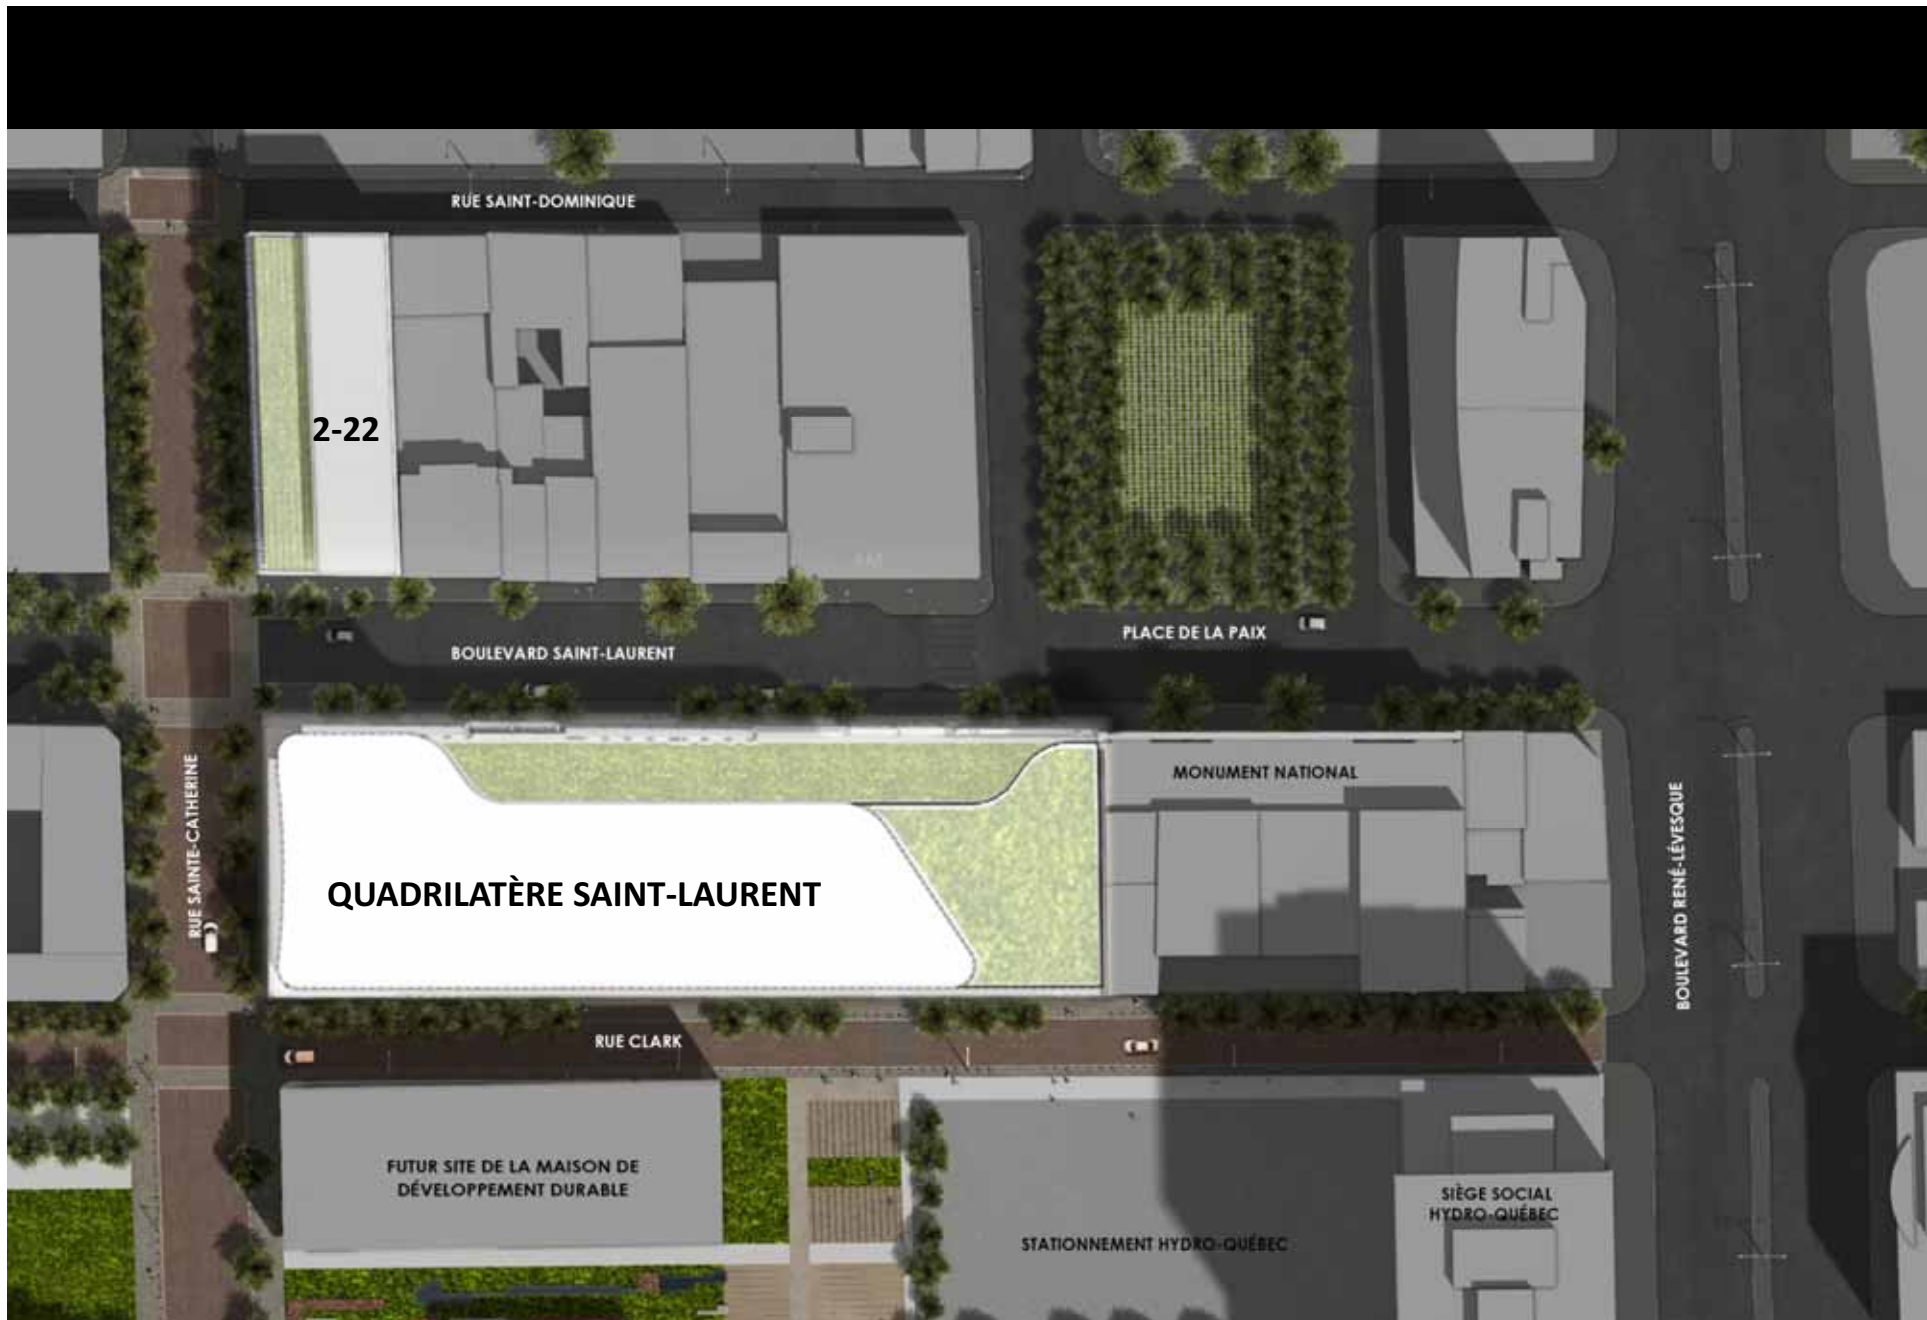 RUE SAINT-DOMINIQUE
2-22
PLACE DE LA PAIX
BOULEVARD SAINT-LAURENT
MONUMENT NATIONAL
RUE SAINTE-CATHERINE
BOULEVARD RENÉ-LÉVESQUE
QUADRILATÈRE SAINT-LAURENT
RUE CLARK
FUTUR SITE DE LA MAISON DE
DÉVELOPPEMENT DURABLE
SIÈGE SOCIAL
HYDRO-QUÉBEC
STATIONNEMENT HYDRO-QUÉBEC